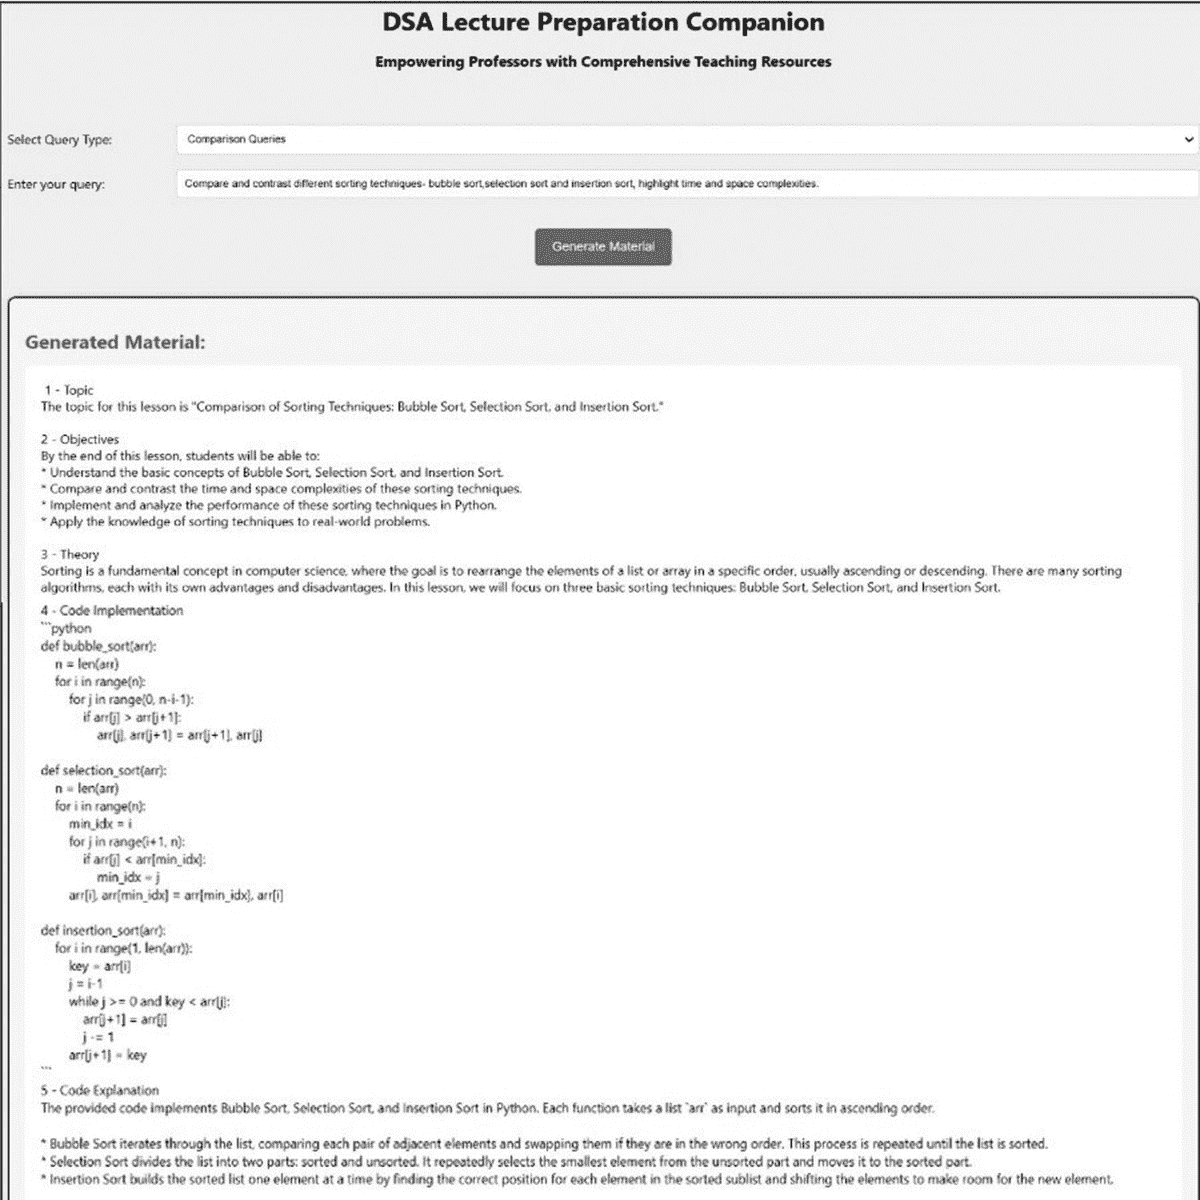 DSA Lecture Preparation Companion
Empowering Professors with Comprehensive Teaching Resources
Select Query Type:
Comparison Queries
Enter your query:
Compare and contrast different sorting techniques- bubble sort,selection sort and insertion sort, highlight time and space complexities.
Generate Material
Generated Material:
1 - Topic
The topic for this lesson is "Comparison of Sorting Techniques: Bubble Sort, Selection Sort, and Insertion Sort."
2 - Objectives
By the end of this lesson, students will be able to:
* Understand the basic concepts of Bubble Sort, Selection Sort, and Insertion Sort.
* Compare and contrast the time and space complexities of these sorting techniques.
* Implement and analyze the performance of these sorting techniques in Python.
* Apply the knowledge of sorting techniques to real-world problems.
3 - Theory
Sorting is a fundamental concept in computer science, where the goal is to rearrange the elements of a list or array in a specific order, usually ascending or descending. There are many sorting
algorithms, each with its own advantages and disadvantages. In this lesson, we will focus on three basic sorting techniques: Bubble Sort, Selection Sort, and Insertion Sort.
4 - Code Implementation
```python
def bubble_sort(arr):
n = len(arr)
for i in range(n):
for j in range(0, n-i-1):
if arr[j] > arr[j+1]:
arr[j], arr[j+1] = arr[j+1], arr[j]
def selection_sort(arr):
n = len(arr)
for i in range(n):
min_idx = i
for j in range(i+1, n):
if arr[j] < arr[min_idx]:
min_idx = j
arr[i], arr[min_idx] = arr[min_idx], arr[i]
def insertion_sort(arr):
for i in range(1, len(arr)):
key = arr[i]
j = i-1
while j >= 0 and key < arr[j]:
arr[j+1] = arr[j]
j -= 1
arr[j+1] = key
```
5 - Code Explanation
The provided code implements Bubble Sort, Selection Sort, and Insertion Sort in Python. Each function takes a list `arr` as input and sorts it in ascending order.
* Bubble Sort iterates through the list, comparing each pair of adjacent elements and swapping them if they are in the wrong order. This process is repeated until the list is sorted.
* Selection Sort divides the list into two parts: sorted and unsorted. It repeatedly selects the smallest element from the unsorted part and moves it to the sorted part.
* Insertion Sort builds the sorted list one element at a time by finding the correct position for each element in the sorted sublist and shifting the elements to make room for the new element.